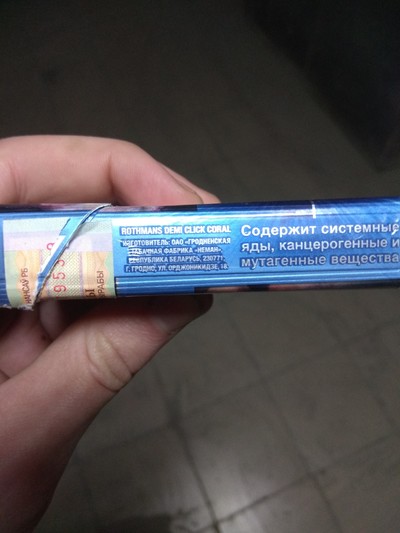 ROTHMANS DEMI CLICK CORAL
ИЗГОТОВИТЕЛЬ: ОАО «ГРОДНЕНСКАЯ
ТАБАЧНАЯ ФАБРИКА «НЕМАН»,
РЕСПУБЛИКА БЕЛАРУСЬ, 230771,
Г. ГРОДНО, УЛ. ОРДЖОНИКИДЗЕ, 18
Содержит системные
яды, канцерогенные и
мутагенные вещества